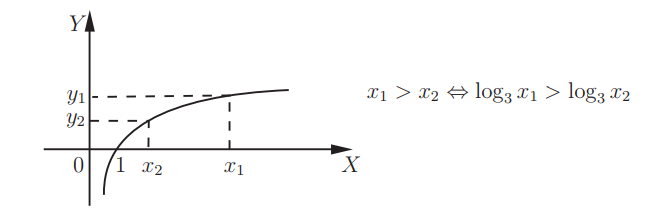 Y
y₁
y₂
0 1 x₂ x₁ X
x₁ > x₂ ⇔ log₃ x₁ > log₃ x₂